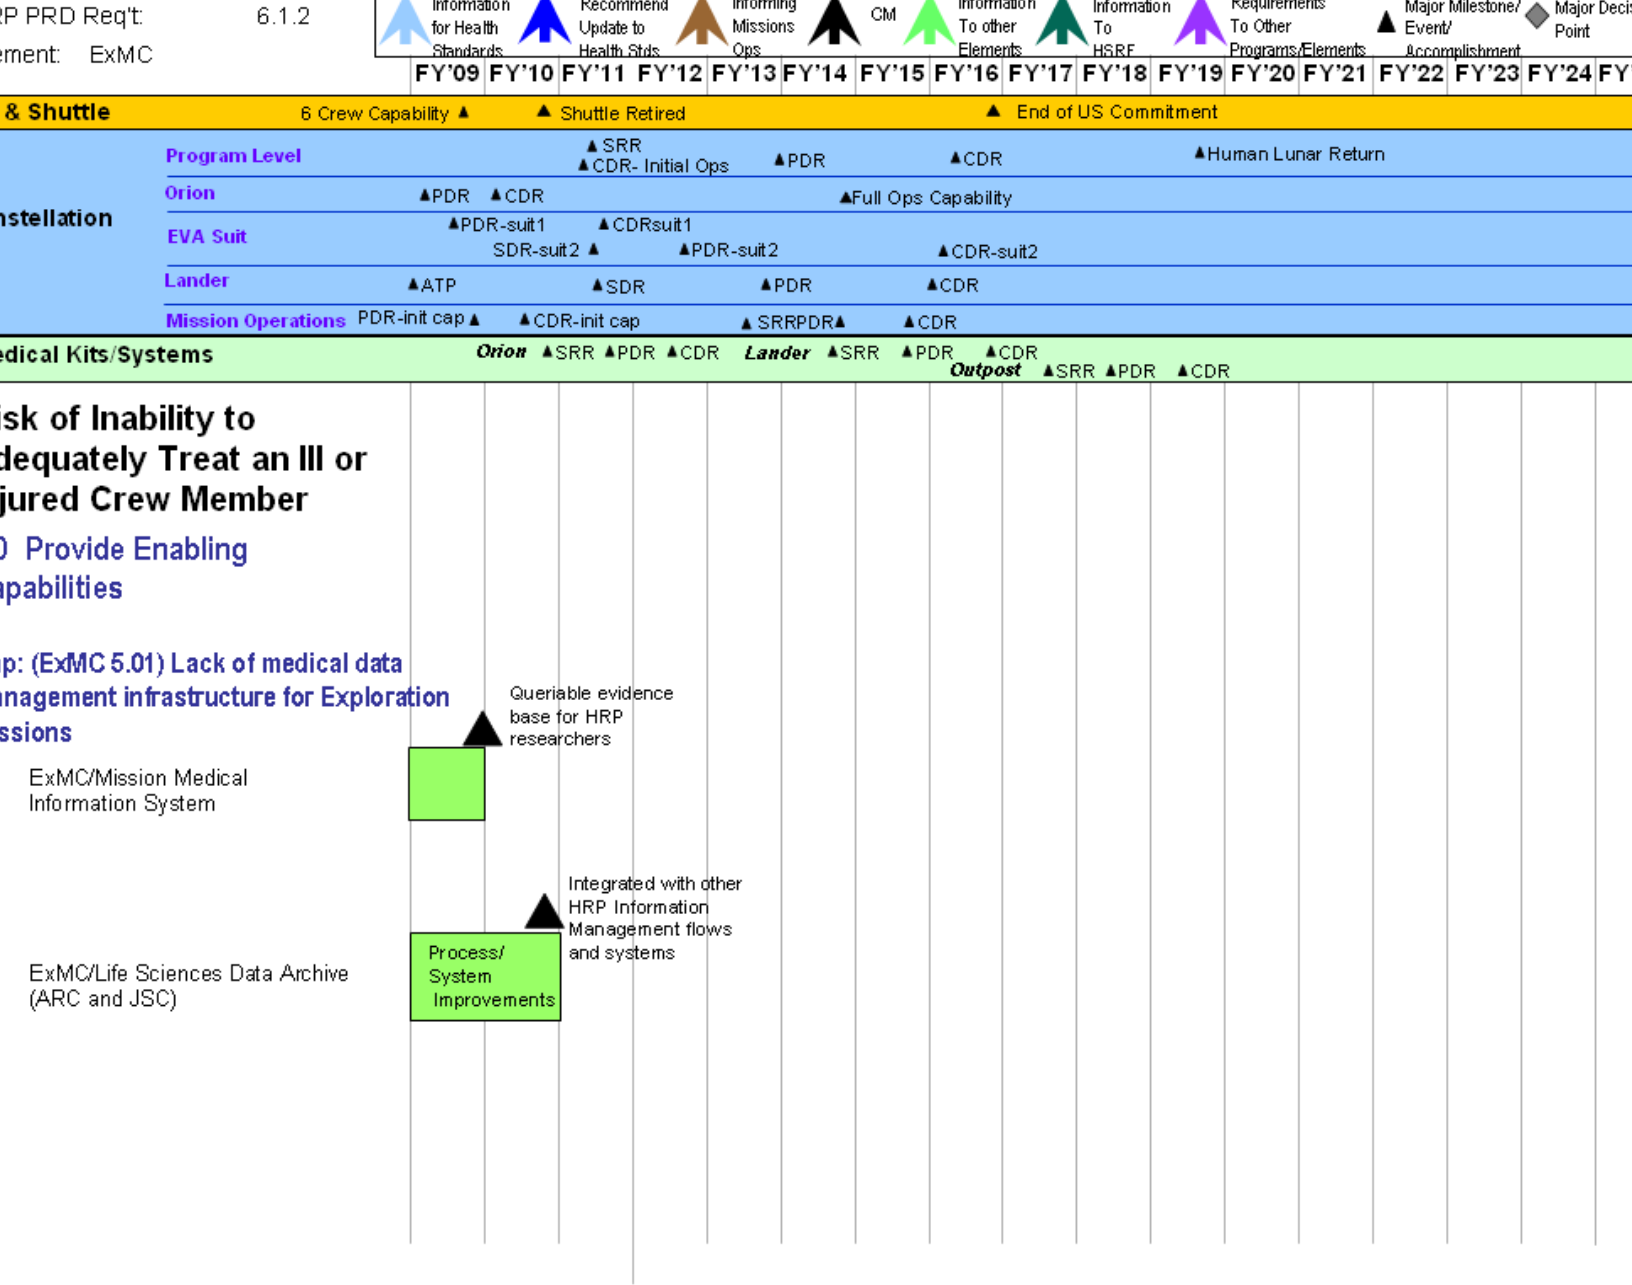 RP PRD Req't: 6.1.2
ement: ExMC
Information
for Health
Standards
Recommend
Update to
Health Stds
Informing
Missions
Ops
CM
Information
To other
Elements
Information
To
HSRF
Requirements
To Other
Programs/Elements
Major Milestone/
Event/
Accomplishment
Major Decis
Point
FY'09 FY'10 FY'11 FY'12 FY'13 FY'14 FY'15 FY'16 FY'17 FY'18 FY'19 FY'20 FY'21 FY'22 FY'23 FY'24 FY'
& Shuttle 6 Crew Capability Shuttle Retired End of US Commitment
nstellation
Program Level SRR
CDR- Initial Ops PDR CDR Human Lunar Return
Orion PDR CDR Full Ops Capability
EVA Suit PDR-suit1 CDRsuit1
SDR-suit2 PDR-suit2 CDR-suit2
Lander ATP SDR PDR CDR
Mission Operations PDR-init cap CDR-init cap SRRPDR CDR
edical Kits/Systems Orion SRR PDR CDR Lander SRR PDR CDR
Outpost SRR PDR CDR
isk of Inability to
dequately Treat an Ill or
jured Crew Member
0 Provide Enabling
apabilities
ap: (ExMC 5.01) Lack of medical data
anagement infrastructure for Exploration
ssions
Queriable evidence
base for HRP
researchers
ExMC/Mission Medical
Information System
Integrated with other
HRP Information
Management flows
and systems
Process/
System
Improvements
ExMC/Life Sciences Data Archive
(ARC and JSC)